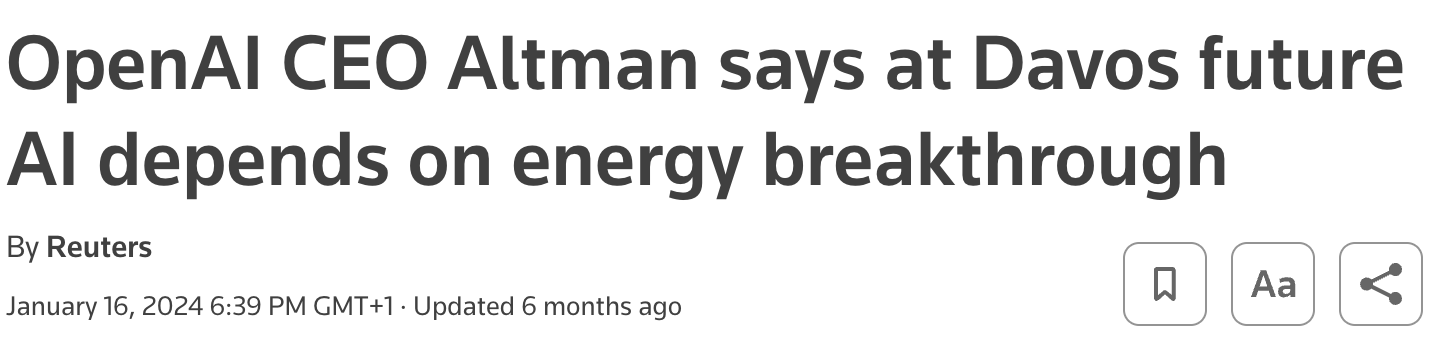 OpenAI CEO Altman says at Davos future
AI depends on energy breakthrough
By Reuters
January 16, 2024 6:39 PM GMT+1 · Updated 6 months ago
Aa